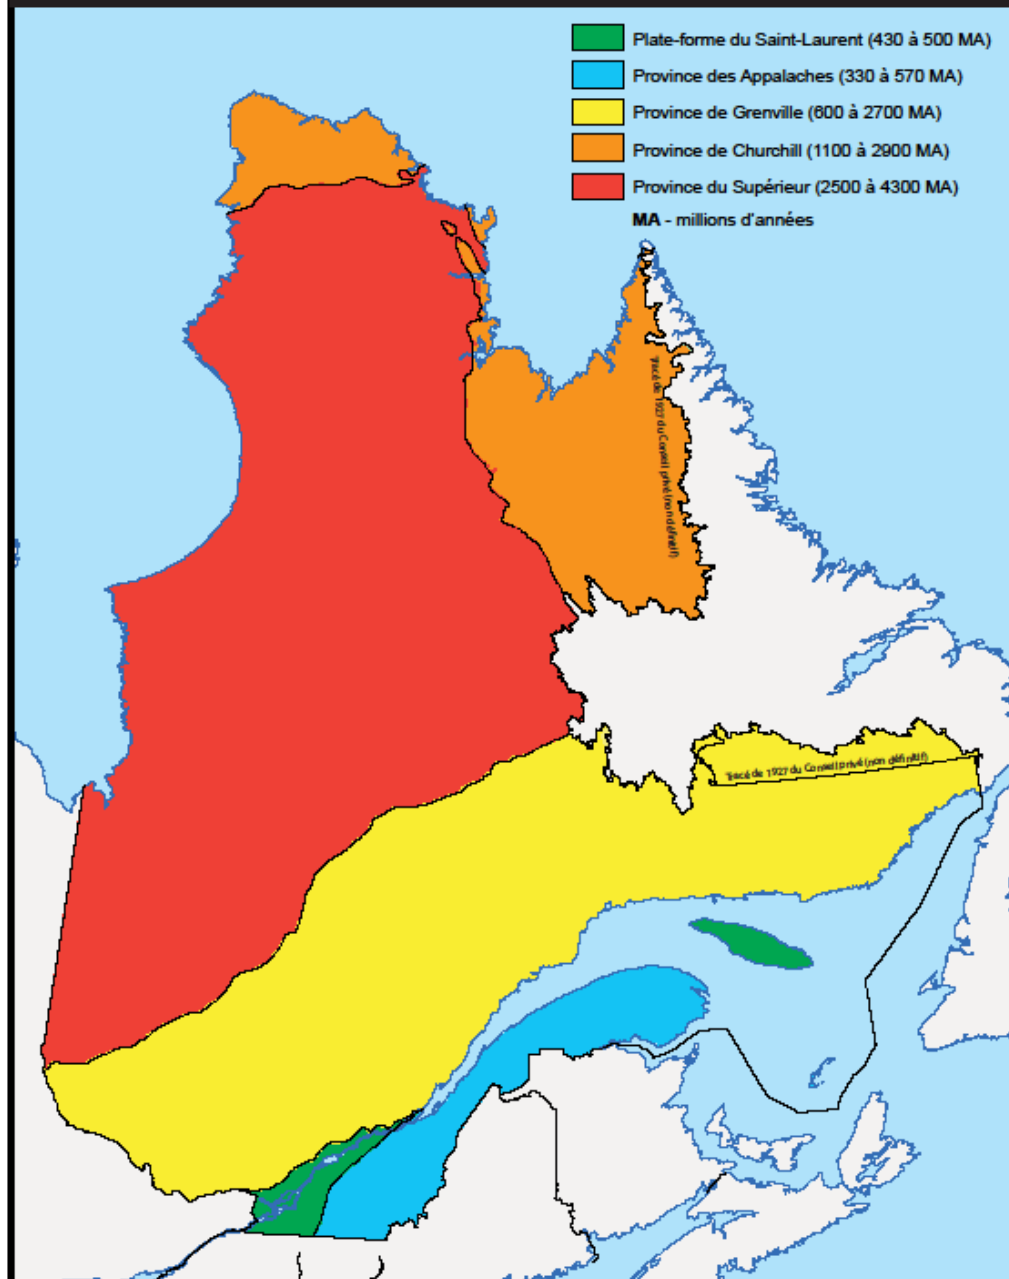 Plate-forme du Saint-Laurent (430 à 500 MA)
Province des Appalaches (330 à 570 MA)
Province de Grenville (600 à 2700 MA)
Province de Churchill (1100 à 2900 MA)
Province du Supérieur (2500 à 4300 MA)
MA - millions d'années
Tracé de 1927 du Conseil privé (non définitif)
Tracé de 1927 du Conseil privé (non définitif)